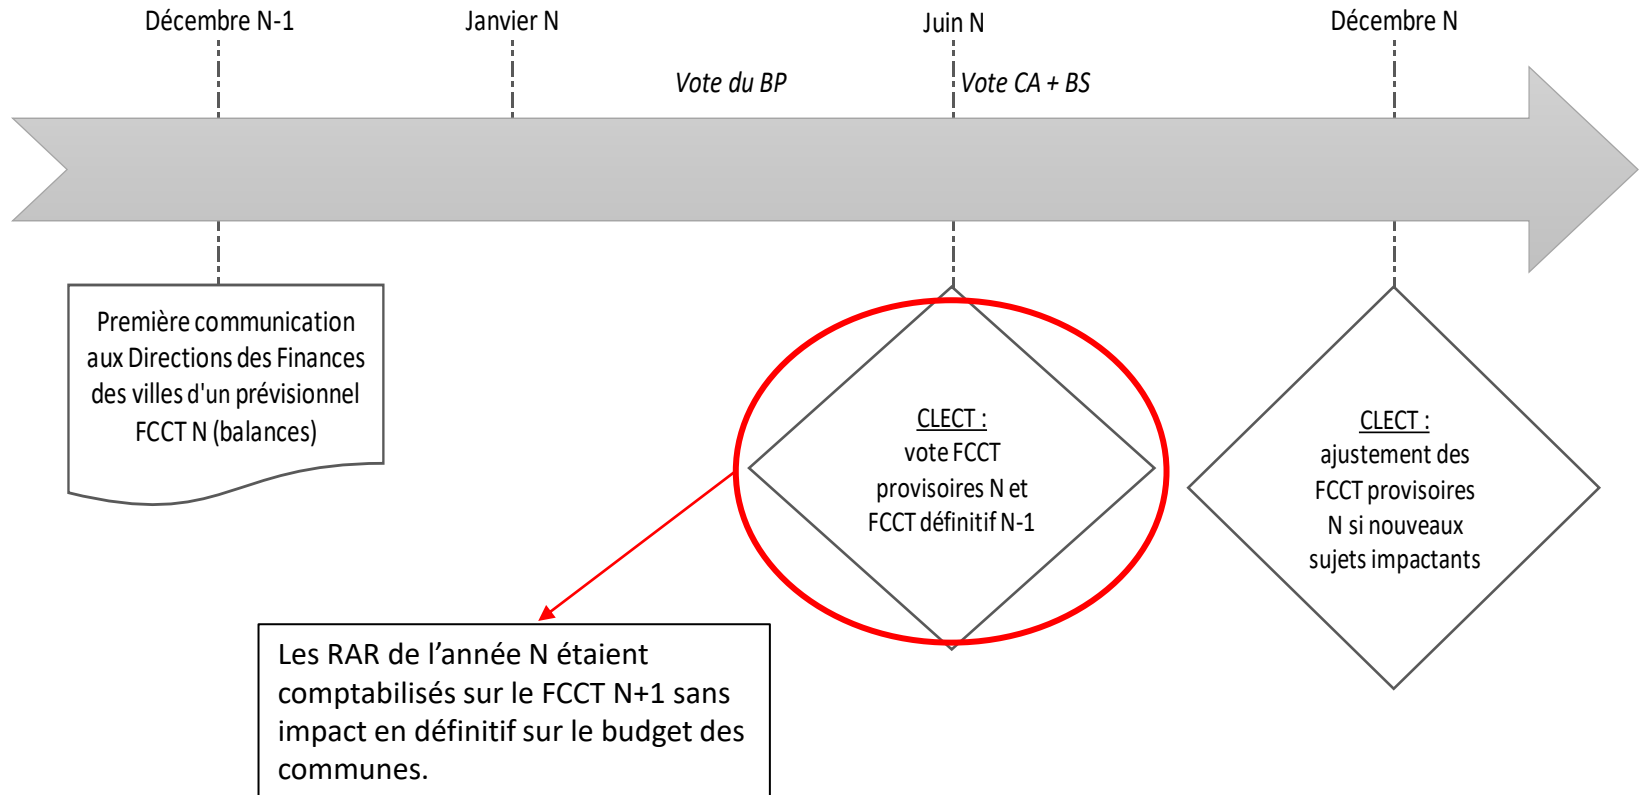 Décembre N-1
Janvier N
Juin N
Décembre N
Vote du BP
Vote CA + BS
Première communication
aux Directions des Finances
des villes d'un prévisionnel
FCCT N (balances)
CLECT :
vote FCCT
provisoires N et
FCCT définitif N-1
CLECT :
ajustement des
FCCT provisoires
N si nouveaux
sujets impactants
Les RAR de l’année N étaient
comptabilisés sur le FCCT N+1 sans
impact en définitif sur le budget des
communes.